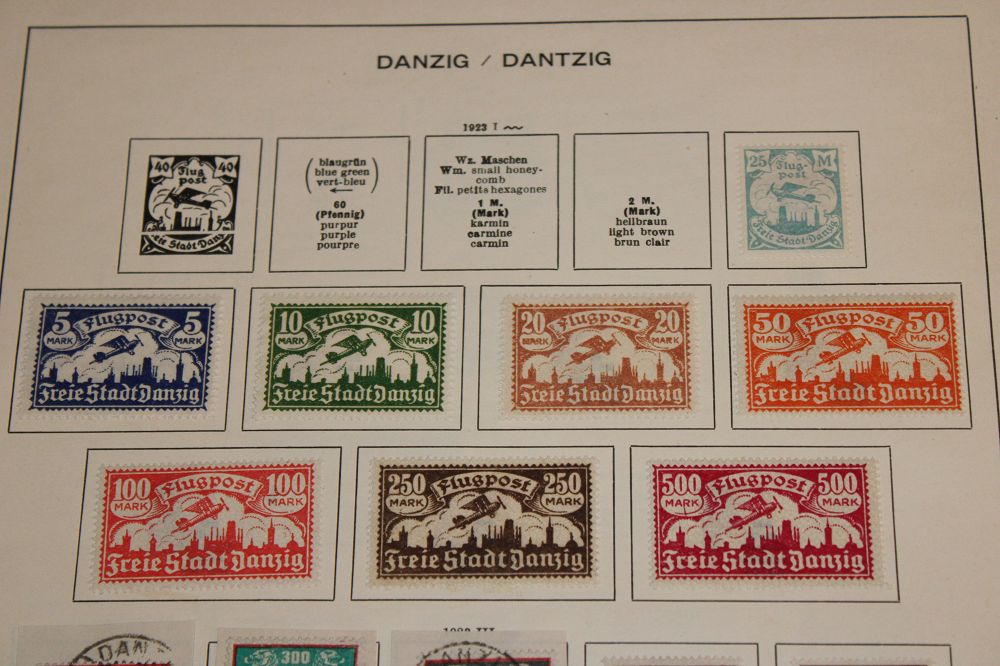 DANZIG / DANTZIG
1923 I
40 40
Flug
post
Freie Stadt Danzig
(blaugrün)
blue green
vert-bleu
60
(Pfennig)
purpur
purple
pourpre
Wz. Maschen
Wm. small honey-
comb
Fil. petits hexagones
1 M.
(Mark)
karmin
carmine
carmin
2 M.
(Mark)
hellbraun
light brown
brun clair
25 M
Flug-
post
Freie Stadt Danzig
5 Flugpost 5
MARK MARK
Freie Stadt Danzig
10 Flugpost 10
MARK MARK
Freie Stadt Danzig
20 Flugpost 20
MARK MARK
Freie Stadt Danzig
50 Flugpost 50
MARK MARK
Freie Stadt Danzig
100 Flugpost 100
MARK MARK
Freie Stadt Danzig
250 Flugpost 250
MARK MARK
Freie Stadt Danzig
500 Flugpost 500
MARK MARK
Freie Stadt Danzig
DAN
300